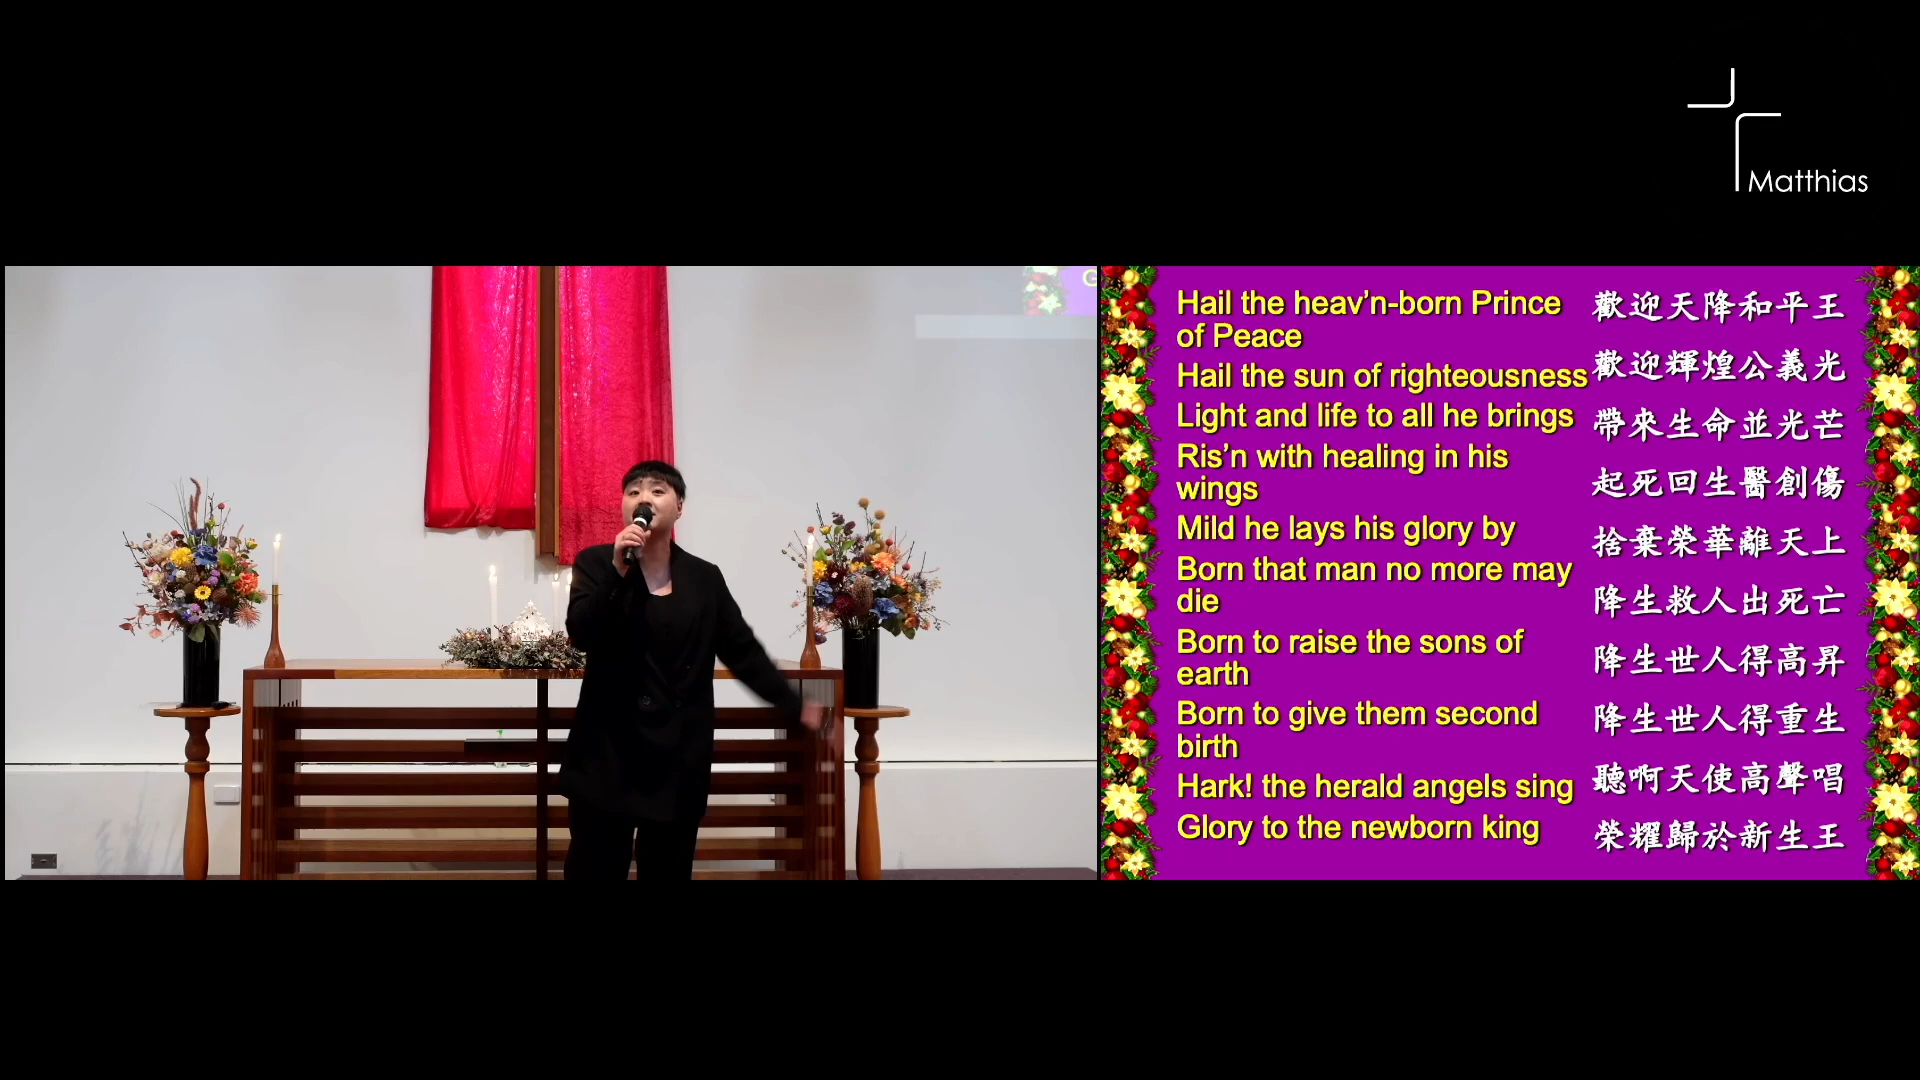 Matthias
Hail the heav’n-born Prince
of Peace
Hail the sun of righteousness
Light and life to all he brings
Ris’n with healing in his
wings
Mild he lays his glory by
Born that man no more may
die
Born to raise the sons of
earth
Born to give them second
birth
Hark! the herald angels sing
Glory to the newborn king
歡迎天降和平王
歡迎輝煌公義光
帶來生命並光芒
起死回生醫創傷
捨棄榮華離天上
降生救人出死亡
降生世人得高昇
降生世人得重生
聽啊天使高聲唱
榮耀歸於新生王